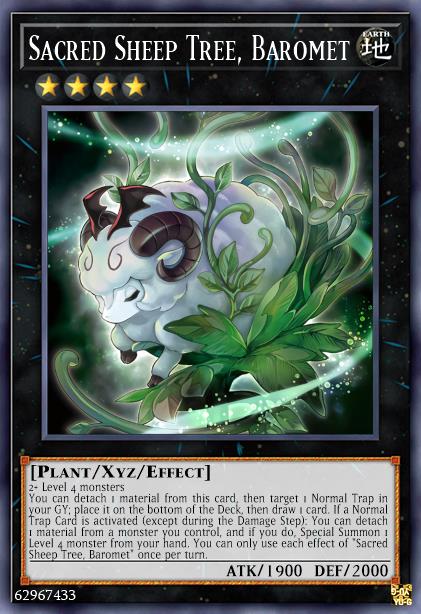 Sacred Sheep Tree, Baromet
EARTH
地
[Plant/Xyz/Effect]
2+ Level 4 monsters
You can detach 1 material from this card, then target 1 Normal Trap in
your GY; place it on the bottom of the Deck, then draw 1 card. If a Normal
Trap Card is activated (except during the Damage Step): You can detach
1 material from a monster you control, and if you do, Special Summon 1
Level 4 monster from your hand. You can only use each effect of "Sacred
Sheep Tree, Baromet" once per turn.
ATK/1900 DEF/2000
62967433